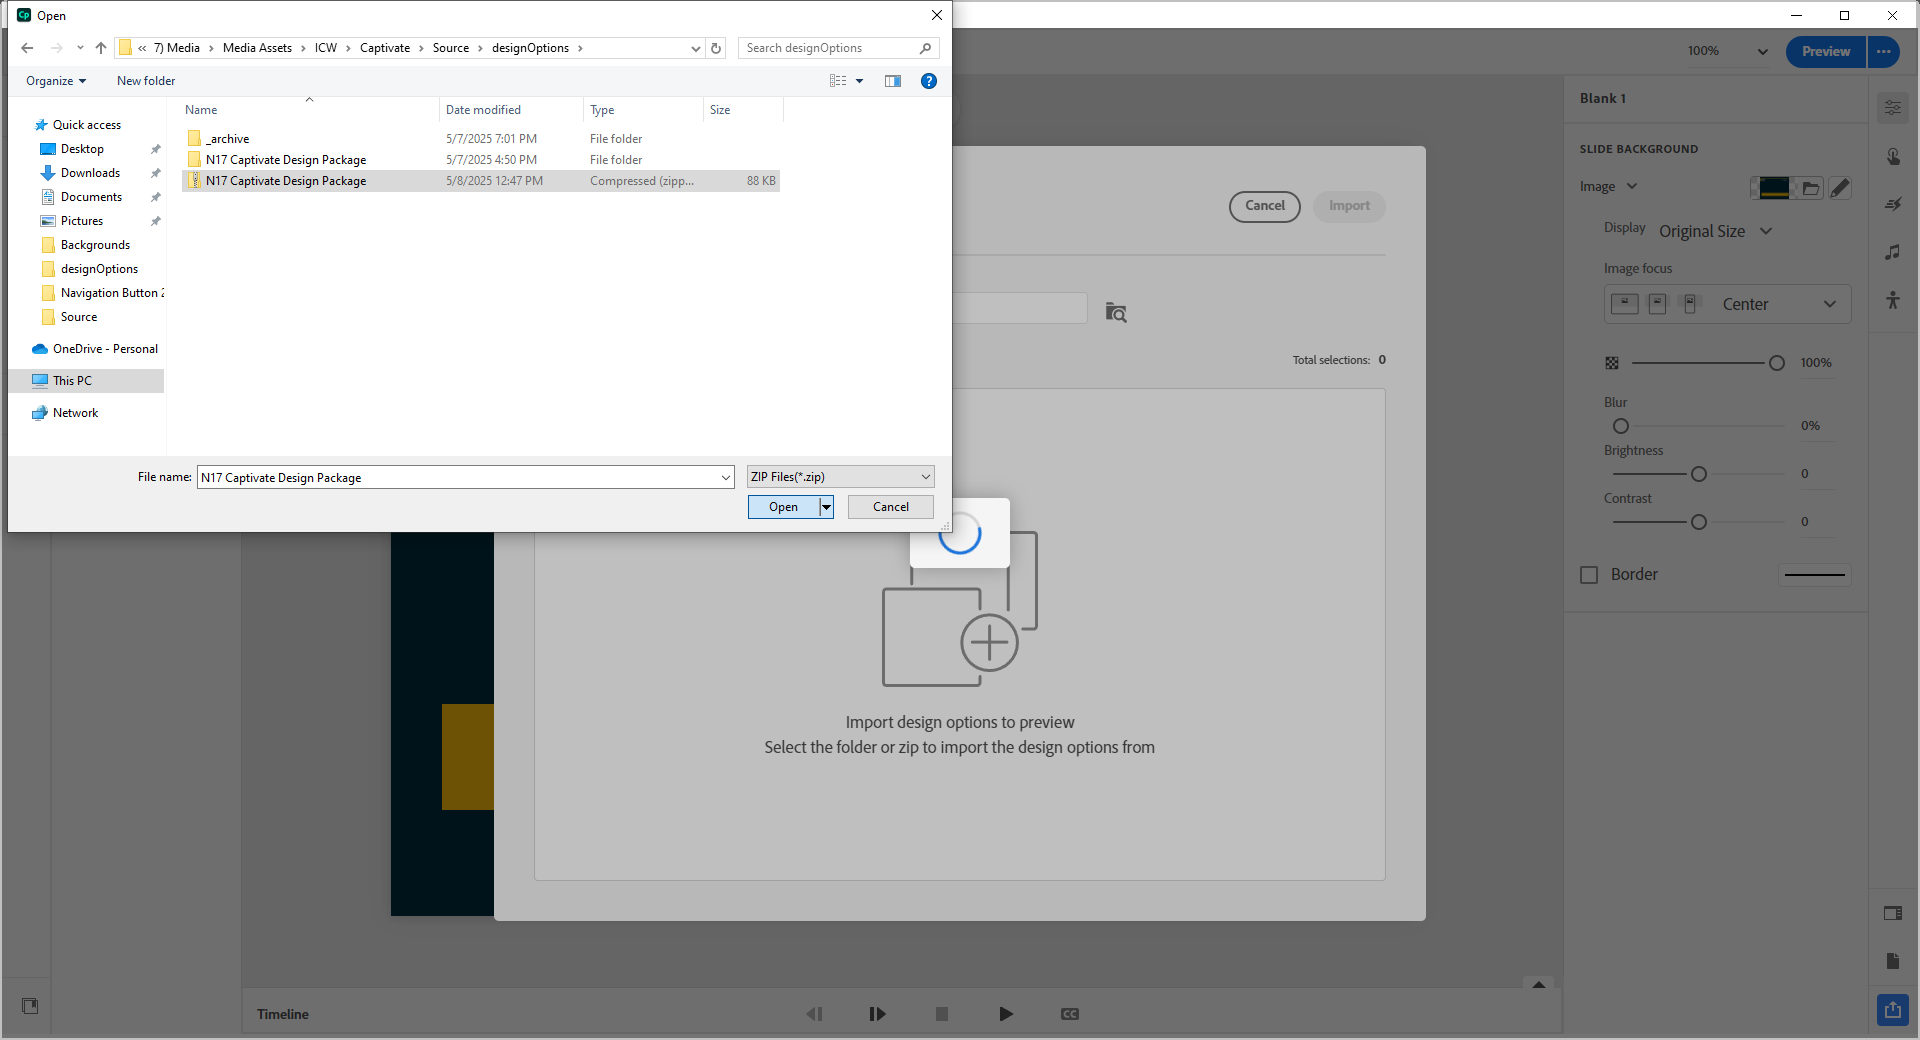 Cp Open
« 7) Media › Media Assets › ICW › Captivate › Source › designOptions ›
Search designOptions
Organize
New folder
Name
Date modified
Type
Size
_archive
5/7/2025 7:01 PM
File folder
N17 Captivate Design Package
5/7/2025 4:50 PM
File folder
N17 Captivate Design Package
5/8/2025 12:47 PM
Compressed (zipp...
88 KB
Quick access
Desktop
Downloads
Documents
Pictures
Backgrounds
designOptions
Navigation Button 2
Source
OneDrive - Personal
This PC
Network
File name:
N17 Captivate Design Package
ZIP Files(*.zip)
Open
Cancel
100%
Preview
Cancel
Import
Total selections: 0
Import design options to preview
Select the folder or zip to import the design options from
Blank 1
SLIDE BACKGROUND
Image
Display
Original Size
Image focus
Center
100%
Blur
0%
Brightness
0
Contrast
0
Border
Timeline
CC